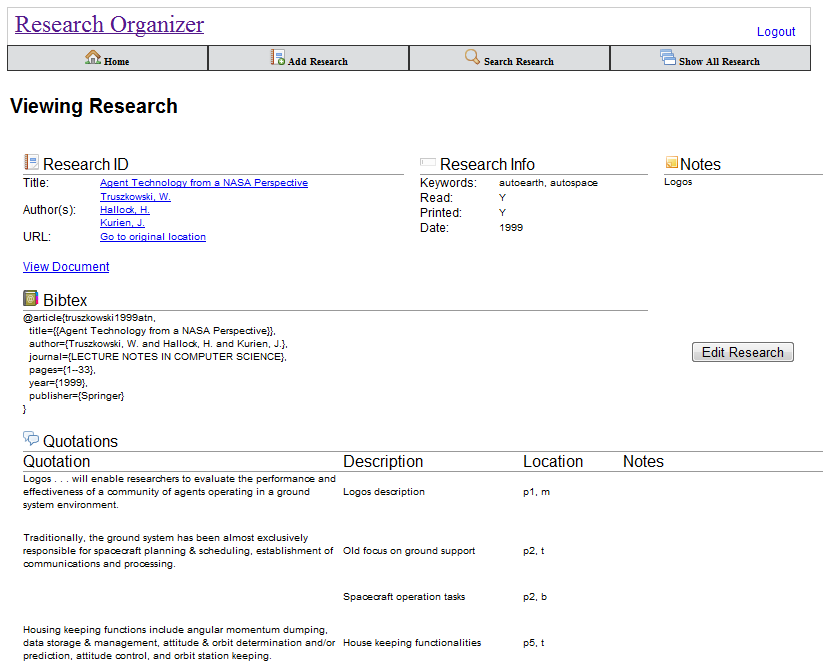 Research Organizer
Logout
Home Add Research Search Research Show All Research
Viewing Research
Research ID Research Info Notes
Title: Agent Technology from a NASA Perspective Keywords: autoearth, autospace Logos
Truszkowski, W. Read: Y
Author(s): Hallock, H. Printed: Y
Kurien, J. Date: 1999
URL: Go to original location
View Document
Bibtex
@article{truszkowski1999atn,
title={{Agent Technology from a NASA Perspective}},
author={Truszkowski, W. and Hallock, H. and Kurien, J.},
journal={LECTURE NOTES IN COMPUTER SCIENCE},
pages={1--33},
year={1999},
publisher={Springer}
}
Edit Research
Quotations
Quotation Description Location Notes
Logos . . . will enable researchers to evaluate the performance and
effectiveness of a community of agents operating in a ground Logos description p1, m
system environment.
Traditionally, the ground system has been almost exclusively
responsible for spacecraft planning & scheduling, establishment of Old focus on ground support p2, t
communications and processing.
Spacecraft operation tasks p2, b
Housing keeping functions include angular momentum dumping,
data storage & management, attitude & orbit determination and/or House keeping functionalities p5, t
prediction, attitude control, and orbit station keeping.